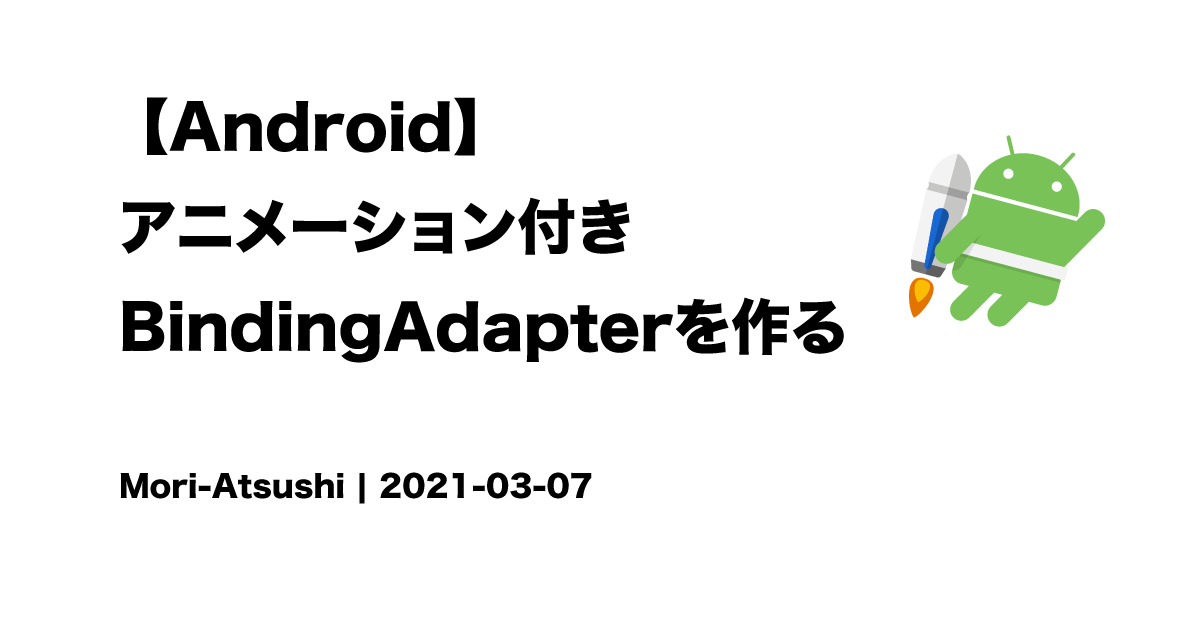 【Android】
アニメーション付き
BindingAdapterを作る
Mori-Atsushi | 2021-03-07